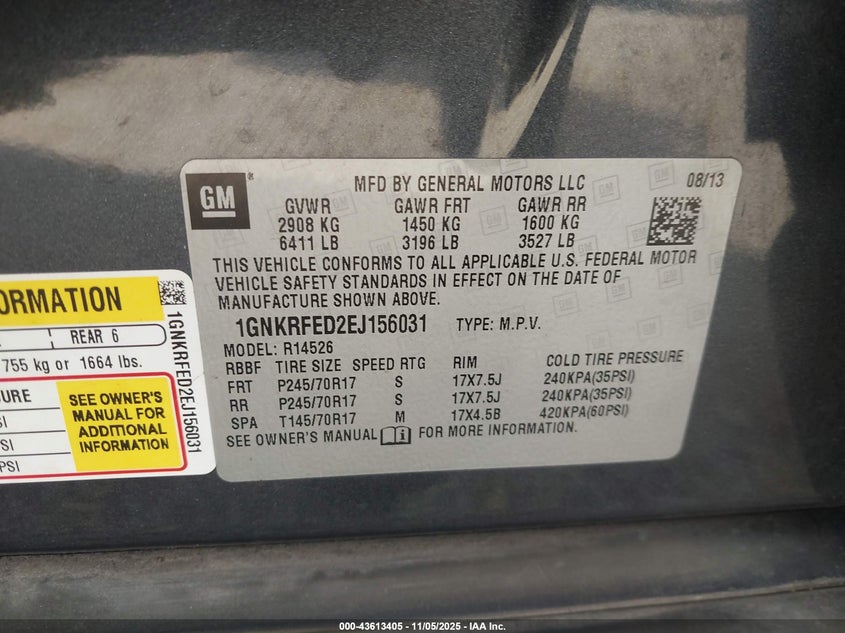 GM
MFD BY GENERAL MOTORS LLC 08/13
GVWR GAWR FRT GAWR RR
2908 KG 1450 KG 1600 KG
6411 LB 3196 LB 3527 LB
THIS VEHICLE CONFORMS TO ALL APPLICABLE U.S. FEDERAL MOTOR
VEHICLE SAFETY STANDARDS IN EFFECT ON THE DATE OF
MANUFACTURE SHOWN ABOVE.
1GNKRFED2EJ156031 TYPE: M.P.V.
MODEL: R14526
RBBF TIRE SIZE SPEED RTG RIM COLD TIRE PRESSURE
FRT P245/70R17 S 17X7.5J 240KPA(35PSI)
RR P245/70R17 S 17X7.5J 240KPA(35PSI)
SPA T145/70R17 M 17X4.5B 420KPA(60PSI)
SEE OWNER'S MANUAL FOR MORE INFORMATION.
ORMATION
REAR 6
755 kg or 1664 lbs.
SURE
SEE OWNER'S
MANUAL FOR
ADDITIONAL
INFORMATION
PSI
PSI
PSI
1GNKRFED2EJ156031
000-43613405 - 11/05/2025 - IAA Inc.